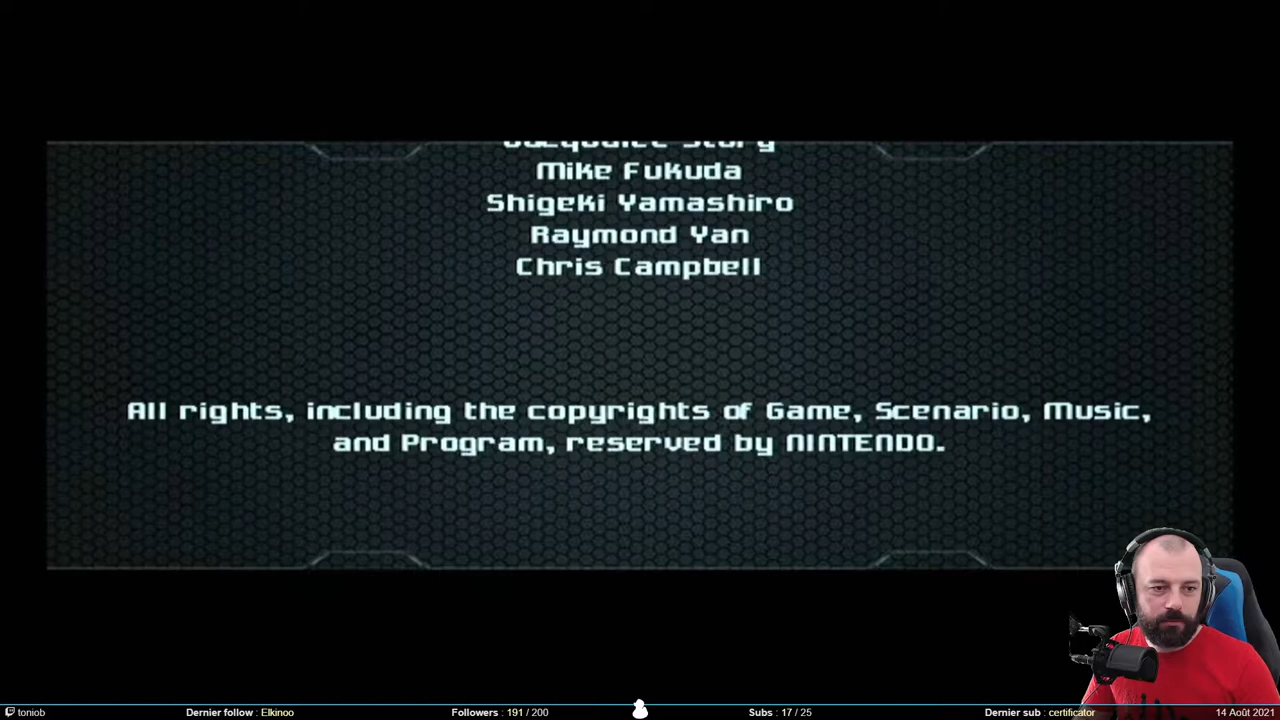 Mike Fukuda
Shigeki Yamashiro
Raymond Yan
Chris Campbell
All rights, including the copyrights of Game, Scenario, Music,
and Program, reserved by NINTENDO.
toniob
Dernier follow : Elkinoo
Followers : 191 / 200
Subs : 17 / 25
Dernier sub : certificator
14 Août 2021